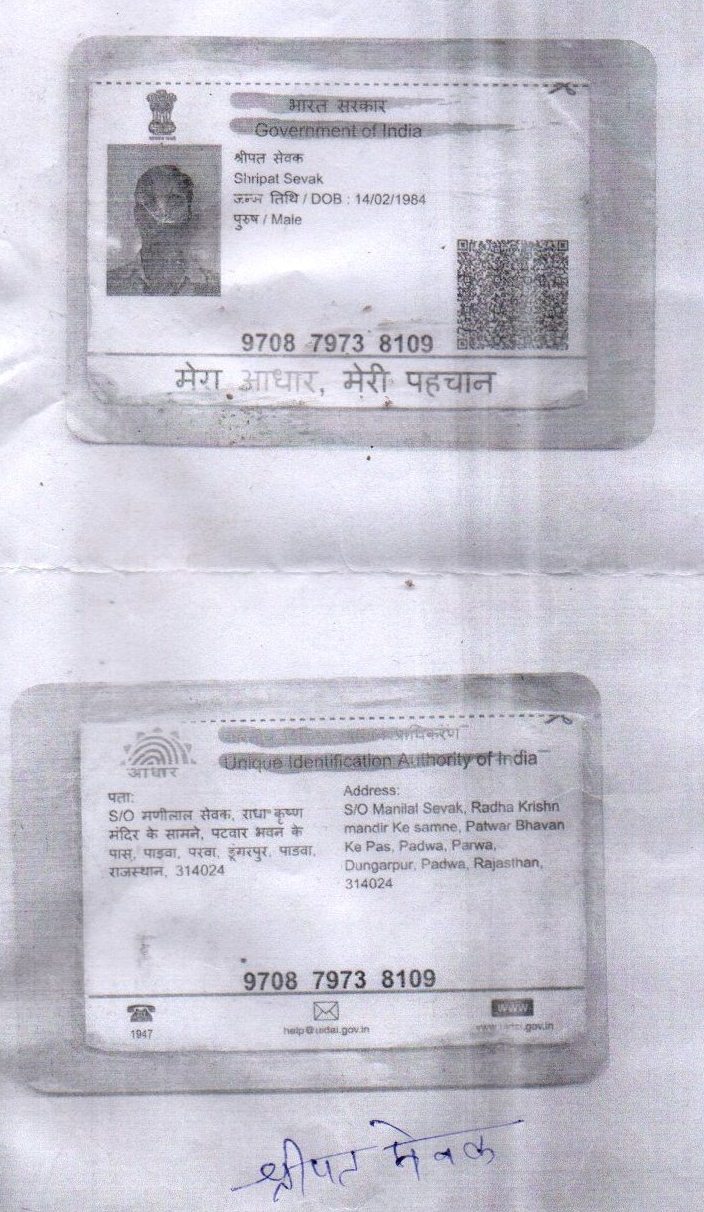 भारत सरकार
Government of India
श्रीपत सेवक
Shripat Sevak
जन्म तिथि / DOB : 14/02/1984
पुरुष / Male
9708 7973 8109
मेरा आधार, मेरी पहचान
प्राधिकरण
Unique Identification Authority of India
आधार
पता:
S/O मणीलाल सेवक, राधा कृष्ण
मंदिर के सामने, पटवार भवन के
पास, पाडवा, परवा, डूंगरपुर, पाडवा,
राजस्थान, 314024
Address:
S/O Manilal Sevak, Radha Krishn
mandir Ke samne, Patwar Bhavan
Ke Pas, Padwa, Parwa,
Dungarpur, Padwa, Rajasthan,
314024
9708 7973 8109
1947
help@uidai.gov.in
www
www.uidai.gov.in
श्रीपत सेवक